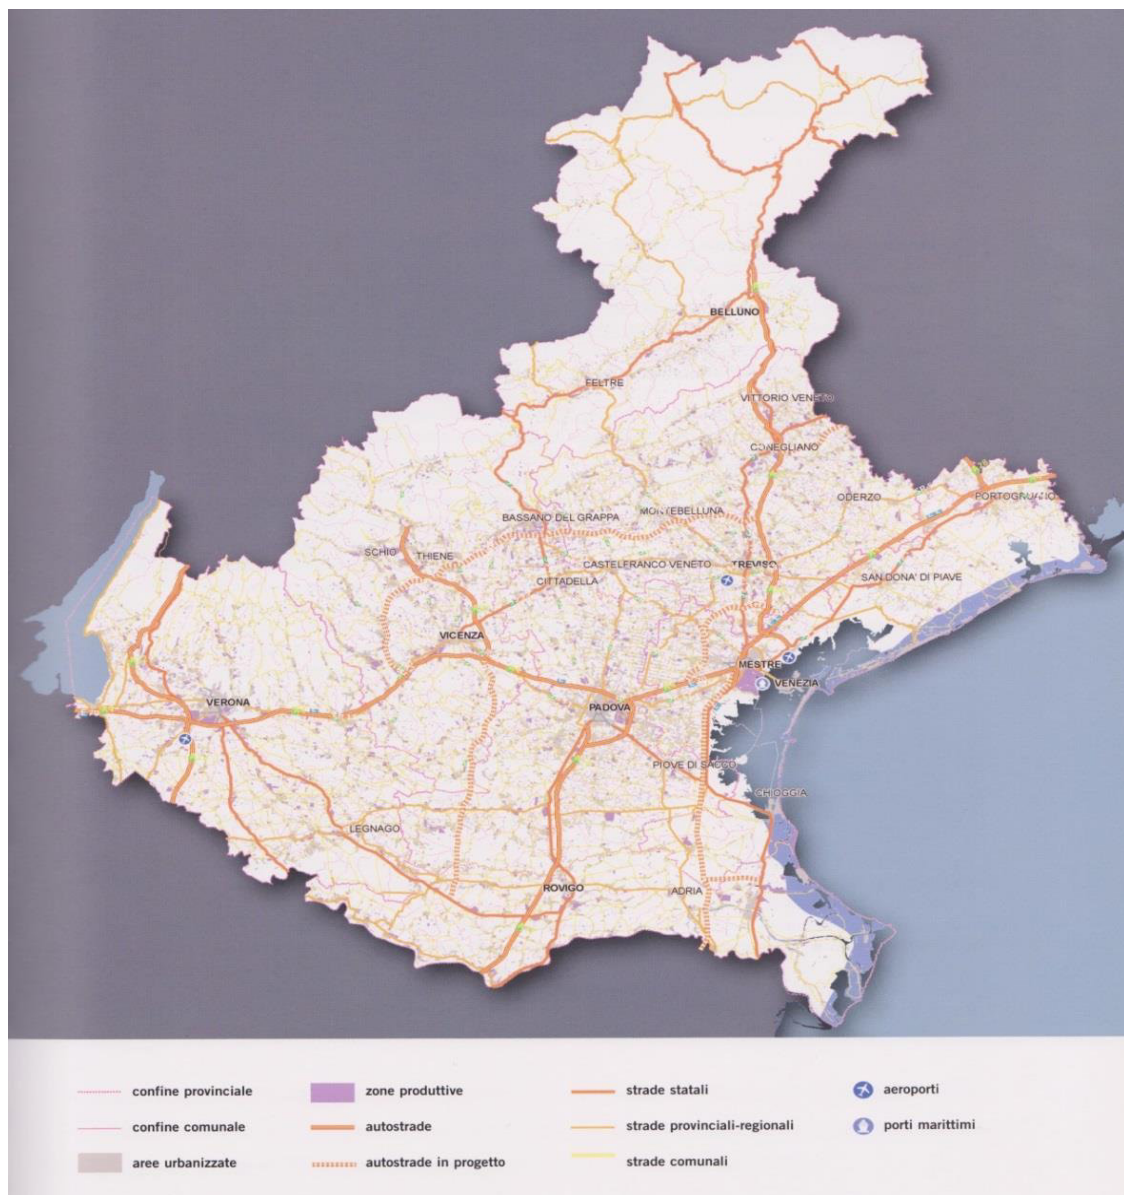 BELLUNO
FELTRE
VITTORIO VENETO
CONEGLIANO
ODERZO
PORTOGRUARO
BASSANO DEL GRAPPA
MONTEBELLUNA
SCHIO
THIENE
CASTELFRANCO VENETO
TREVISO
CITTADELLA
SAN DONA' DI PIAVE
VICENZA
MESTRE
VENEZIA
VERONA
PADOVA
PIOVE DI SACCO
CHIOGGIA
LEGNAGO
ROVIGO
ADRIA
confine provinciale
zone produttive
strade statali
aeroporti
confine comunale
autostrade
strade provinciali-regionali
porti marittimi
aree urbanizzate
autostrade in progetto
strade comunali